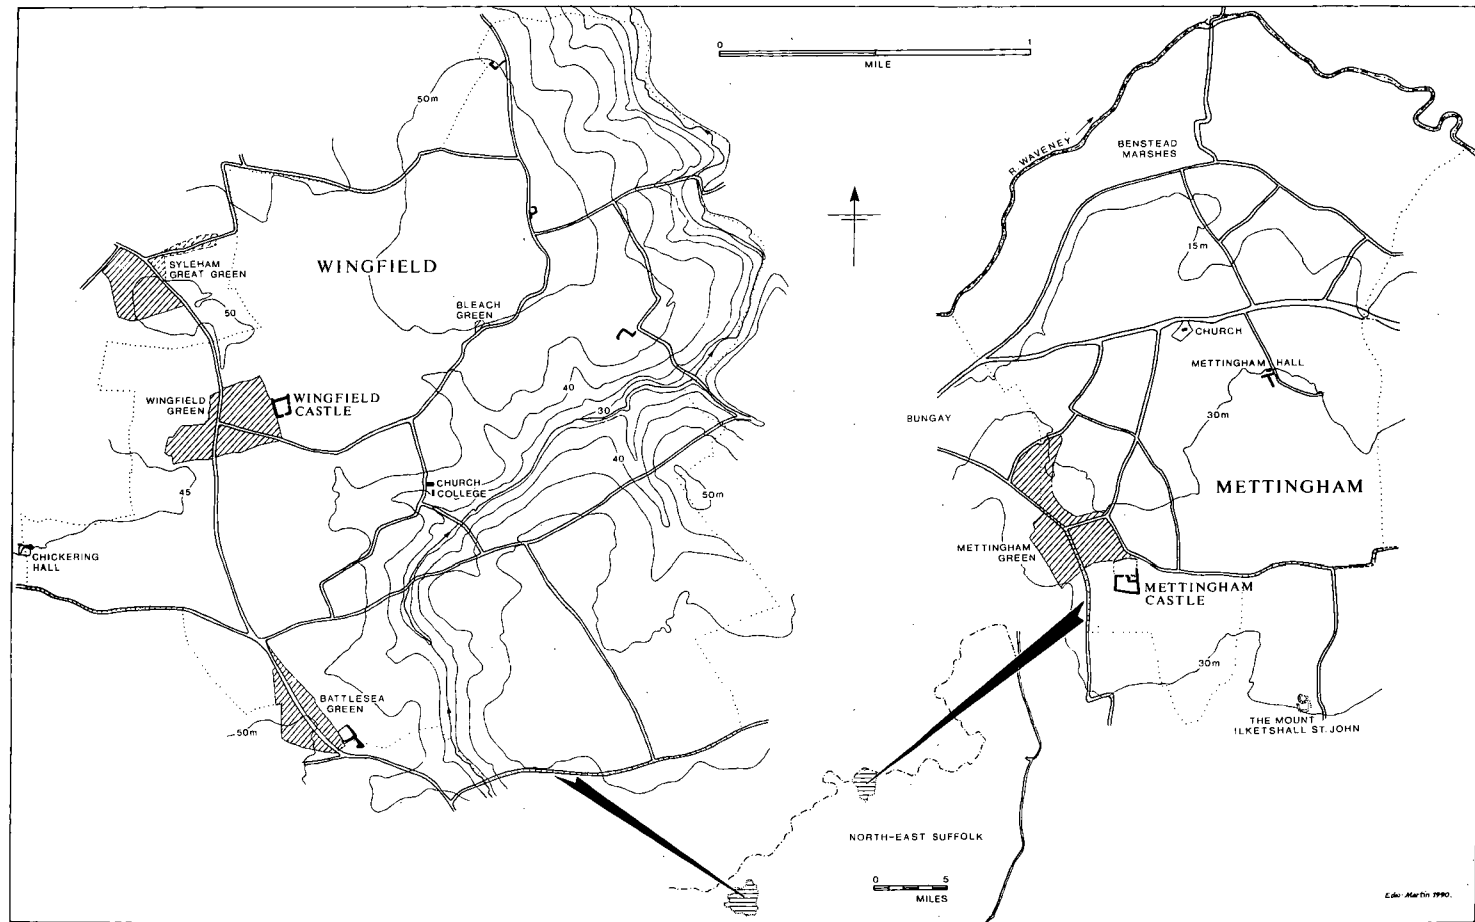 0 1
MILE
50m
R. WAVENEY
BENSTEAD
MARSHES
SYLEHAM
GREAT GREEN
WINGFIELD
15m
50
BLEACH
GREEN
CHURCH
METTINGHAM HALL
WINGFIELD
GREEN
WINGFIELD
CASTLE
40
30
30m
BUNGAY
40
45
CHURCH
COLLEGE
50m
METTINGHAM
CHICKERING
HALL
METTINGHAM
GREEN
METTINGHAM
CASTLE
30m
BATTLESEA
GREEN
50m
THE MOUNT
ILKETSHALL ST. JOHN
NORTH-EAST SUFFOLK
0 5
MILES
Edw. Martin 1990.